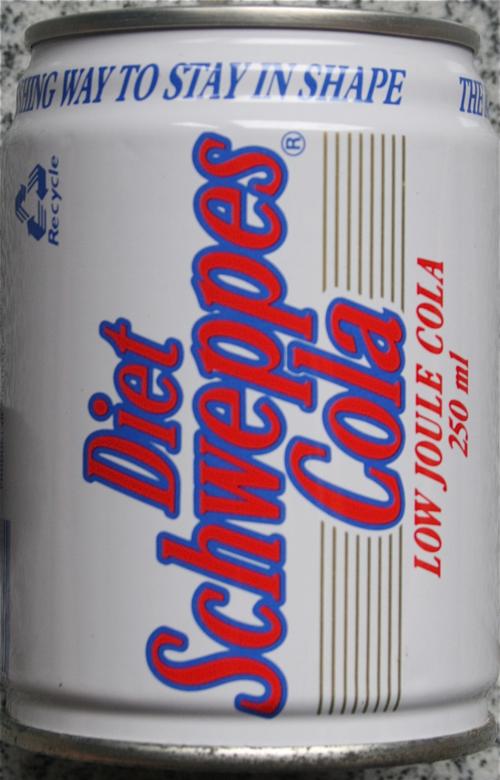 WAY TO STAY IN SHAPE
Recycle
Diet
Schweppes®
Cola
LOW JOULE COLA
250 ml